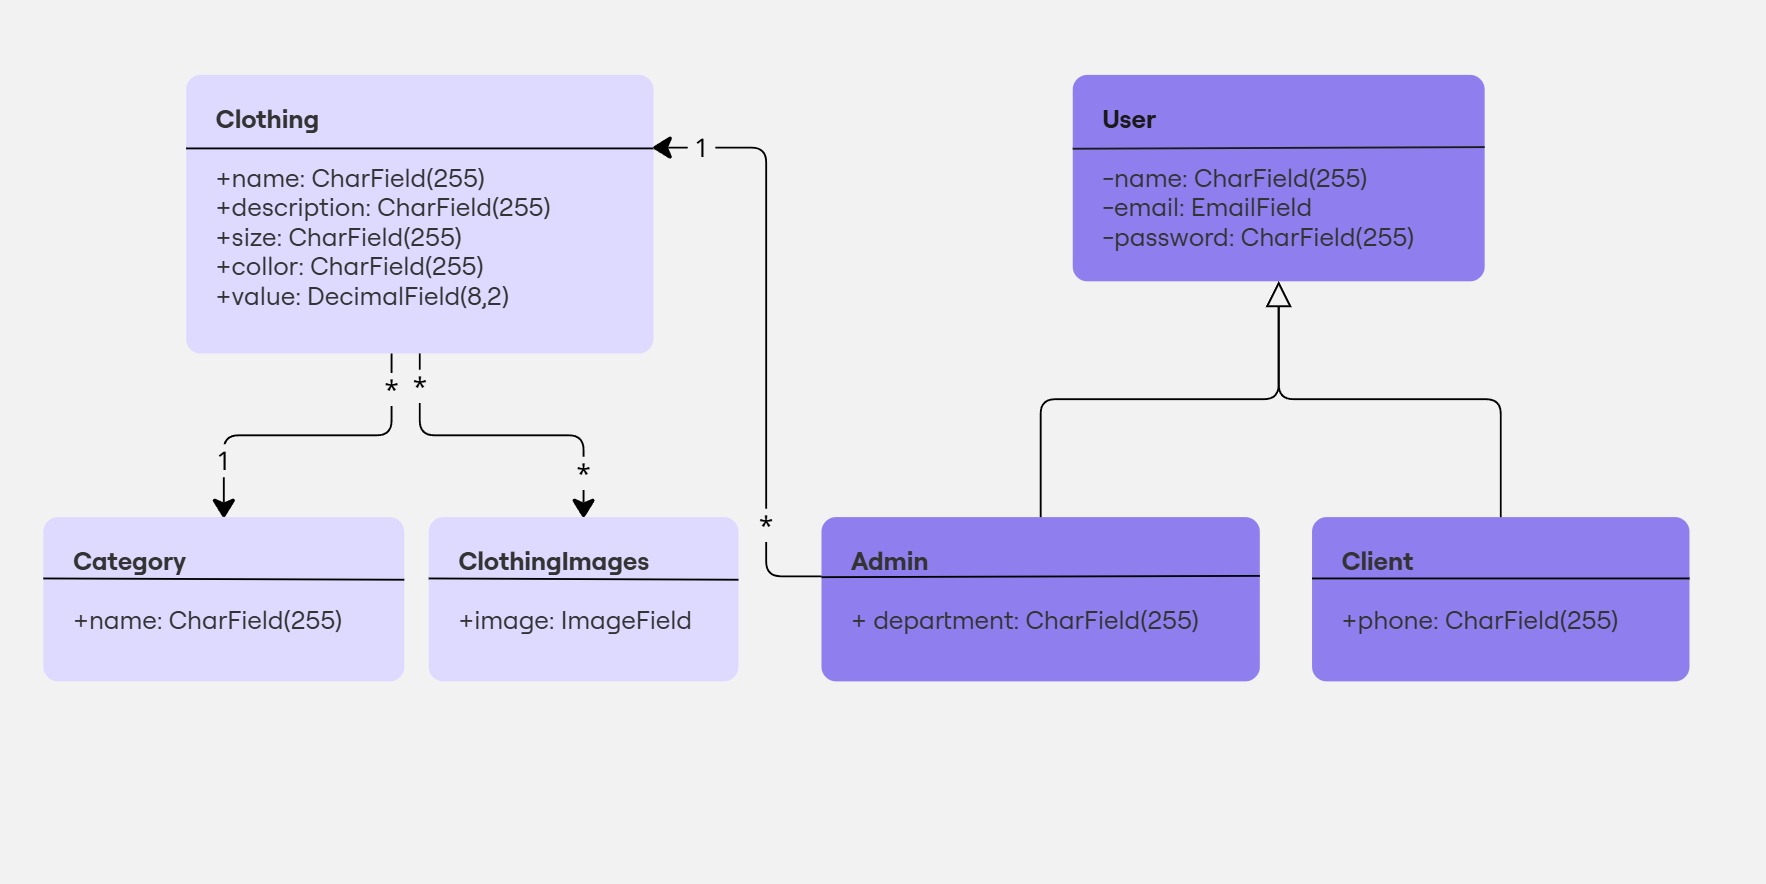 Clothing
+name: CharField(255)
+description: CharField(255)
+size: CharField(255)
+collor: CharField(255)
+value: DecimalField(8,2)
1
*
User
-name: CharField(255)
-email: EmailField
-password: CharField(255)
* *
1
*
Category
+name: CharField(255)
ClothingImages
+image: ImageField
Admin
+ department: CharField(255)
Client
+phone: CharField(255)